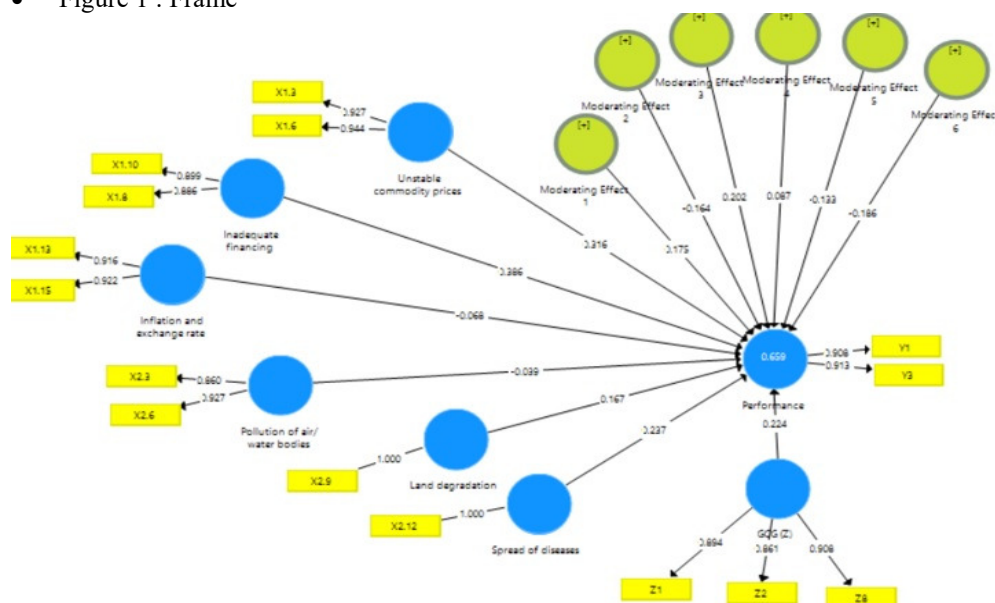 • Figure 1 : Frame
[+]
[+]
[+]
[+]
[+]
[+]
Moderating Effect
1
Moderating Effect
2
Moderating Effect
3
Moderating Effect
4
Moderating Effect
5
Moderating Effect
6
0.175
-0.164
0.202
0.087
-0.133
-0.186
X1.3
X1.6
0.927
0.944
Unstable
commodity prices
0.316
X1.10
X1.8
0.899
0.886
Inadequate
financing
0.386
X1.13
X1.15
0.916
0.922
Inflation and
exchange rate
-0.068
X2.3
X2.6
0.860
0.927
Pollution of air/
water bodies
-0.039
X2.9
1.000
Land degradation
0.167
X2.12
1.000
Spread of diseases
0.237
0.659
Performance
0.908
0.913
Y1
Y3
0.224
GCG (Z)
0.894
0.861
0.908
Z1
Z2
Z8